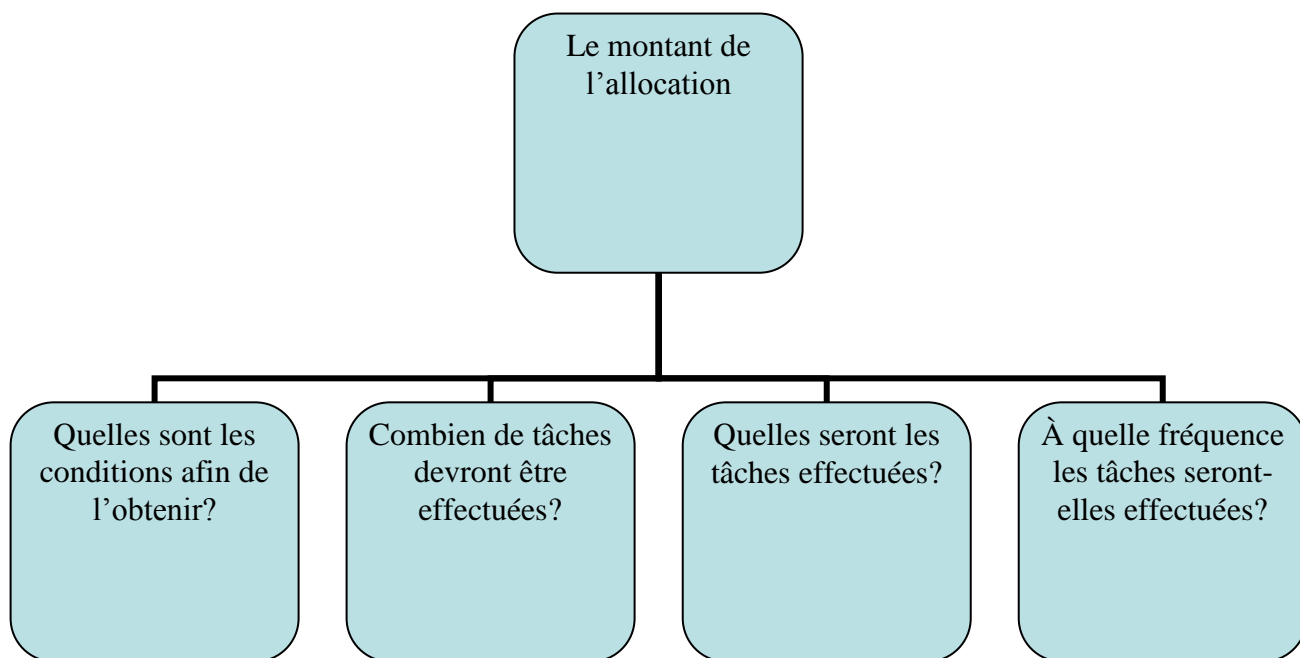 Le montant de
l’allocation
Quelles sont les
conditions afin de
l’obtenir?
Combien de tâches
devront être
effectuées?
Quelles seront les
tâches effectuées?
À quelle fréquence
les tâches seront-
elles effectuées?